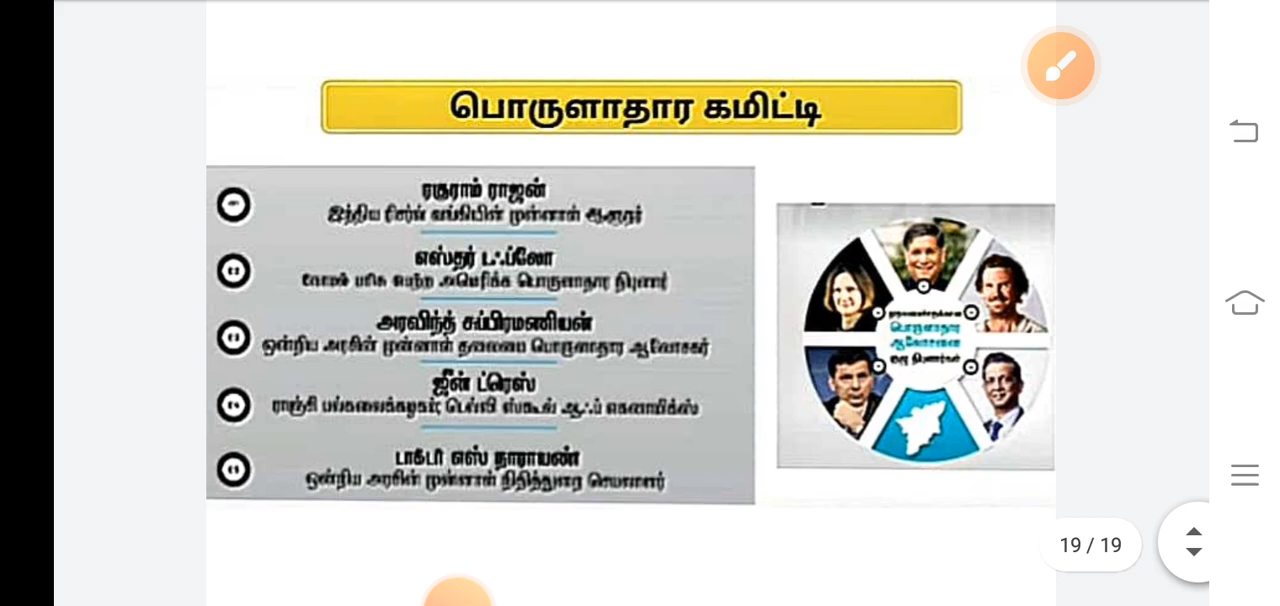 பொருளாதார கமிட்டி
ரகுராம் ராஜன்
இந்திய ரிசர்வ் வங்கியின் முன்னாள் ஆளுநர்
எஸ்தர் டஃப்லோ
நோபல் பரிசு பெற்ற அமெரிக்க பொருளாதார நிபுணர்
அரவிந்த் சுப்பிரமணியன்
ஒன்றிய அரசின் முன்னாள் தலைமை பொருளாதார ஆலோசகர்
ஜீன் ட்ரெஸ்
ராஞ்சி பல்கலைக்கழகம், டெல்லி ஸ்கூல் ஆஃப் எகனாமிக்ஸ்
டாக்டர் எஸ் நாராயண்
ஒன்றிய அரசின் முன்னாள் நிதித்துறை செயலாளர்
பொருளாதார
ஆலோசனை
குழு நிபுணர்கள்
19 / 19